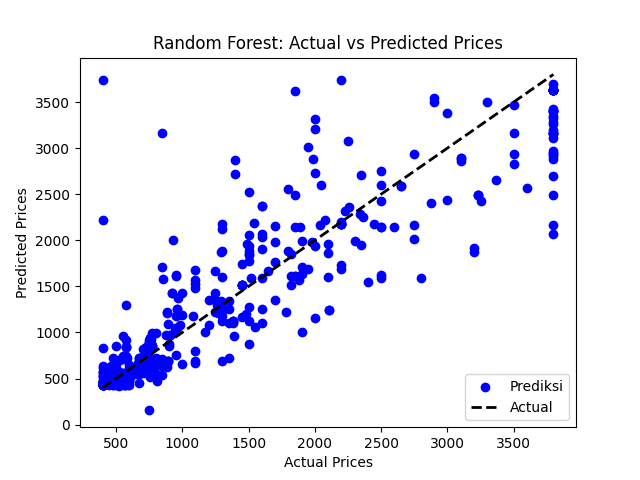 Random Forest: Actual vs Predicted Prices
Predicted Prices
3500
3000
2500
2000
1500
1000
500
0
Prediksi
Actual
500 1000 1500 2000 2500 3000 3500
Actual Prices